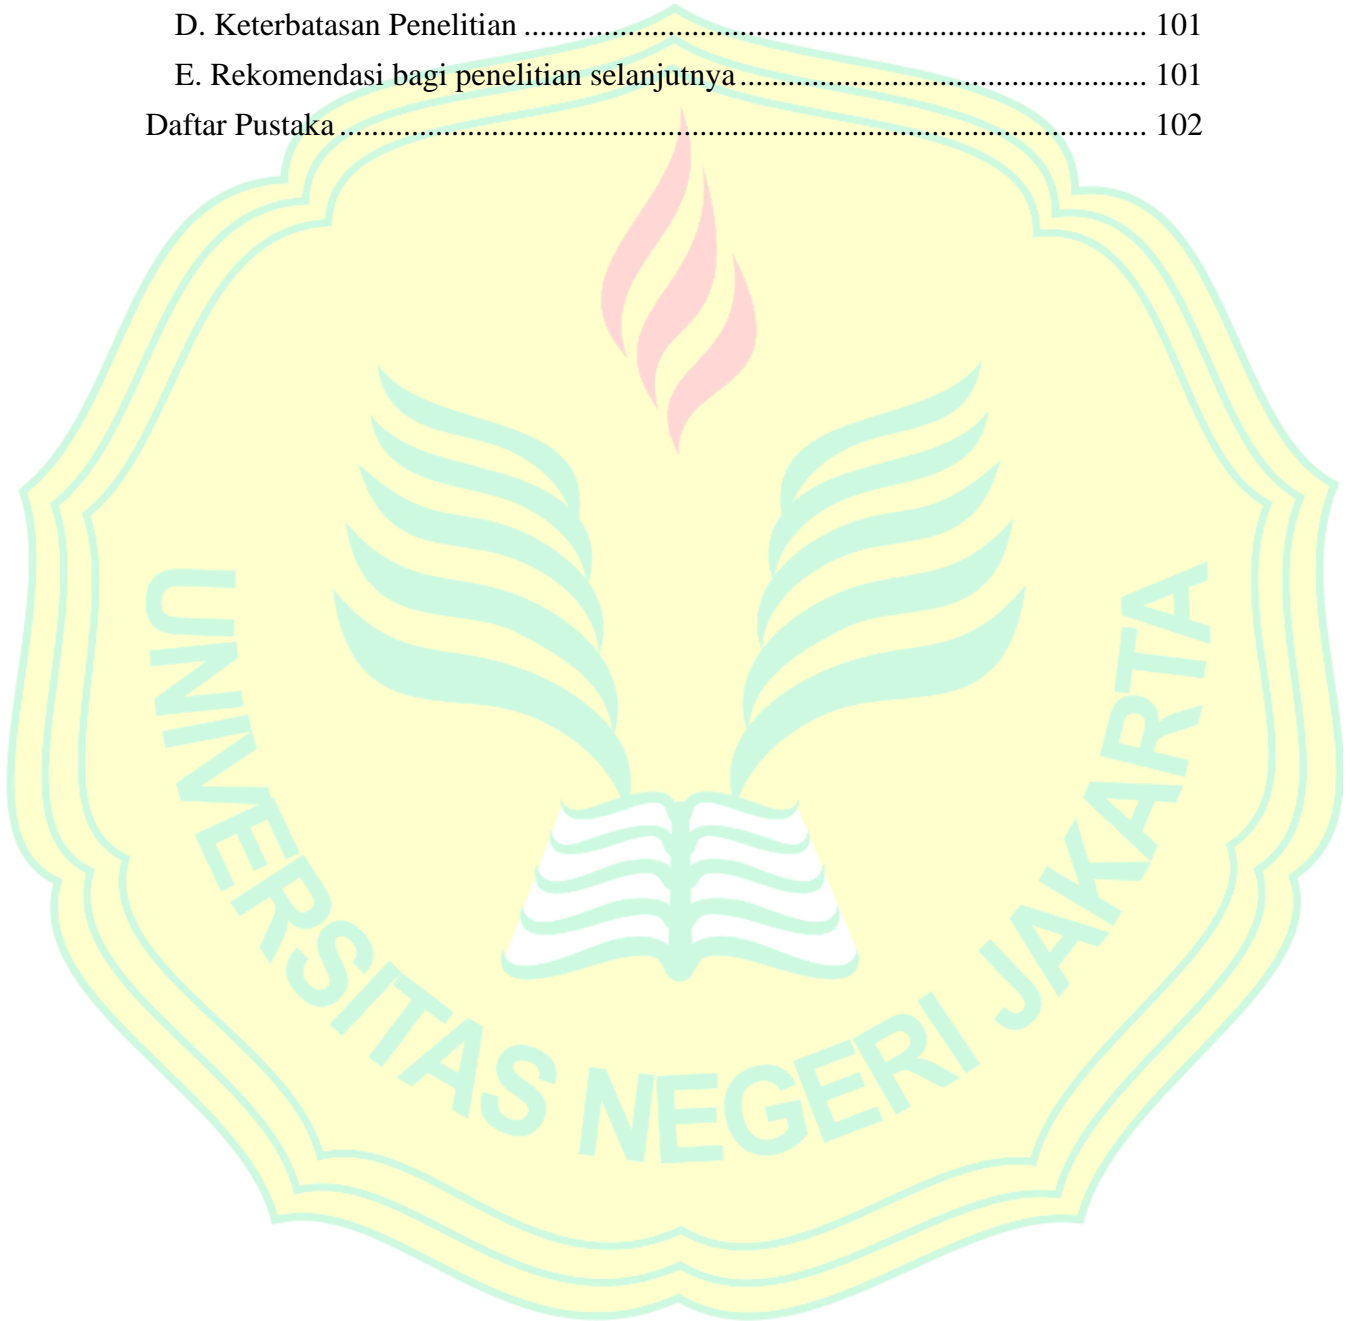 D. Keterbatasan Penelitian .............................................................................. 101
E. Rekomendasi bagi penelitian selanjutnya ................................................... 101
Daftar Pustaka ..................................................................................................... 102
UNIVERSITAS NEGERI JAKARTA